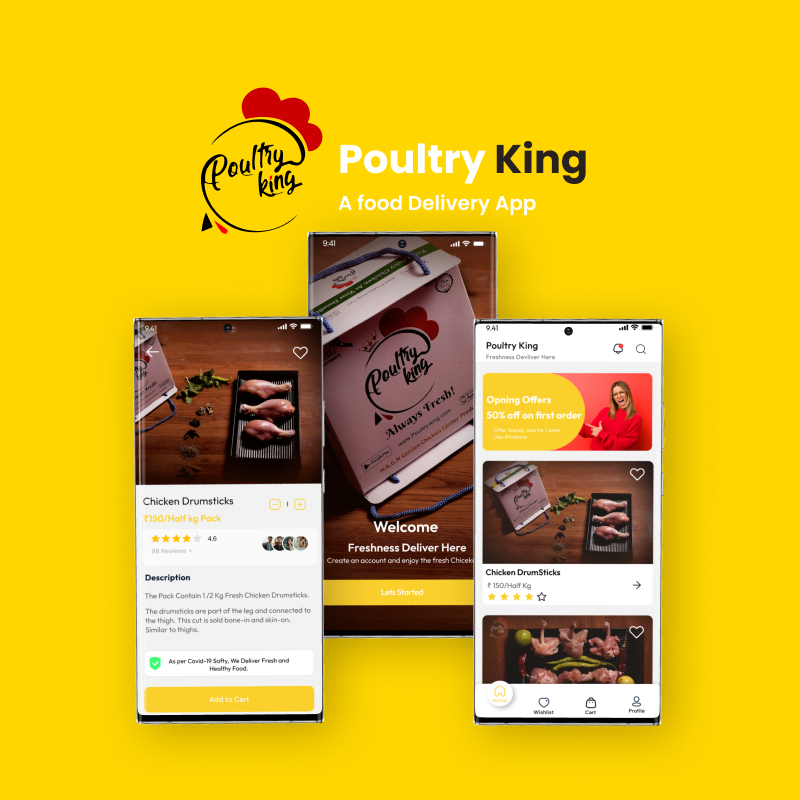 Poultry
king
Poultry King
A food Delivery App
9:41
Poultry
king
Always Fresh!
www.Poultry-King.com
Google Play
Welcome
Freshness Deliver Here
Create an account and enjoy the fresh
Lets Started
9:41
Chicken Drumsticks
1
₹150/Half kg Pack
4.6
98 Reviews >
Description
The Pack Contain 1 /2 Kg Fresh Chicken Drumsticks.
The drumsticks are part of the leg and connected to
the thigh. This cut is sold bone-in and skin-on.
Similar to thighs.
As per Covid-19 Safty, We Deliver Fresh and
Healthy Food.
Add to Cart
9:41
Poultry King
Freshness Devliver Here
Opning Offers
50% off on first order
Offer Stands Just for 1 week
Chicken DrumSticks
₹ 150/Half Kg
Home
Wishlist
Cart
Profile